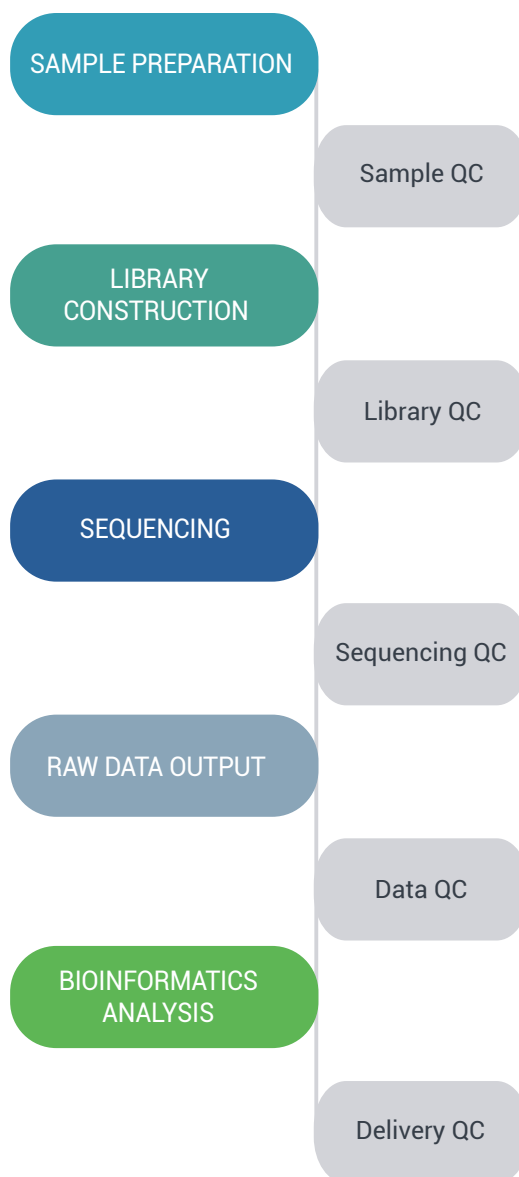 SAMPLE PREPARATION
Sample QC
LIBRARY
CONSTRUCTION
Library QC
SEQUENCING
Sequencing QC
RAW DATA OUTPUT
Data QC
BIOINFORMATICS
ANALYSIS
Delivery QC